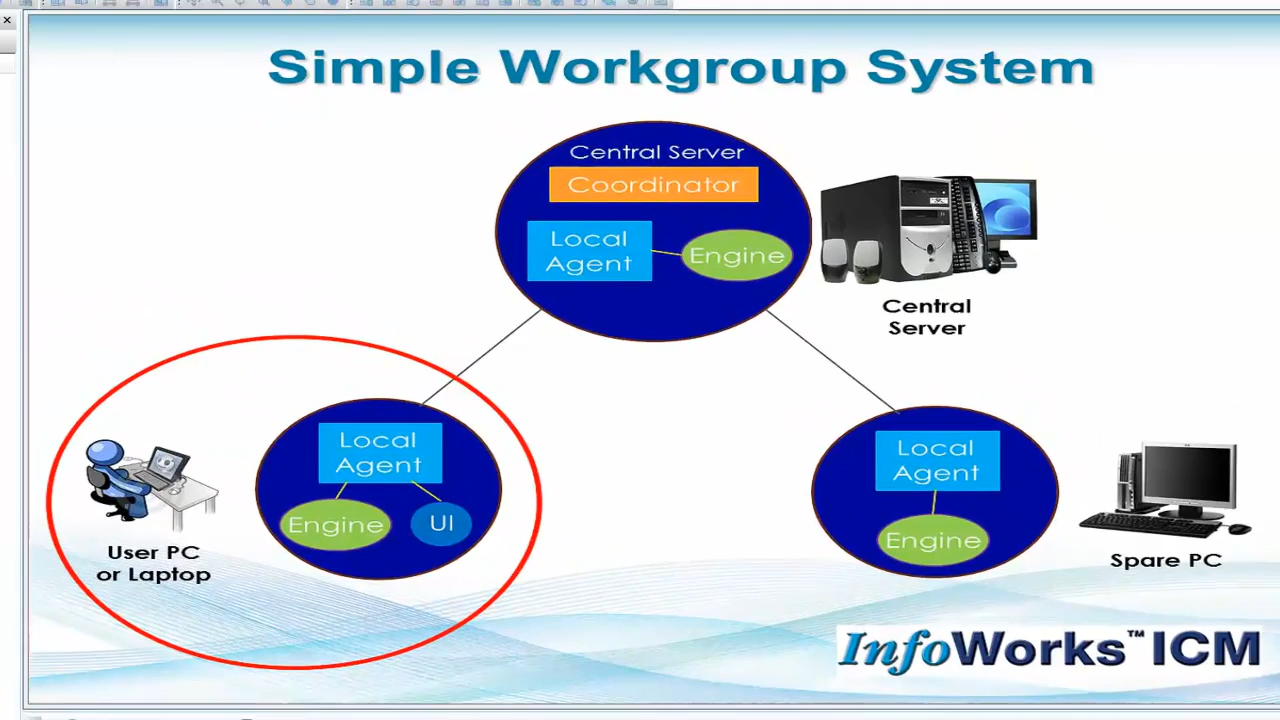 Simple Workgroup System
Central Server
Coordinator
Local
Agent
Engine
Central
Server
Local
Agent
Engine
UI
User PC
or Laptop
Local
Agent
Engine
Spare PC
InfoWorks™ ICM